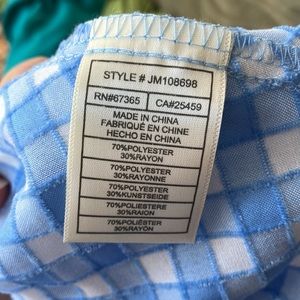 STYLE # JM108698
RN#67365 CA#25459
MADE IN CHINA
FABRIQUÉ EN CHINE
HECHO EN CHINA
70%POLYESTER
30%RAYON
70%POLYESTER
30%RAYONNE
70%POLYESTER
30%KUNSTSEIDE
70%POLIESTERE
30%RAION
70%POLIÉSTER
30%RAYON